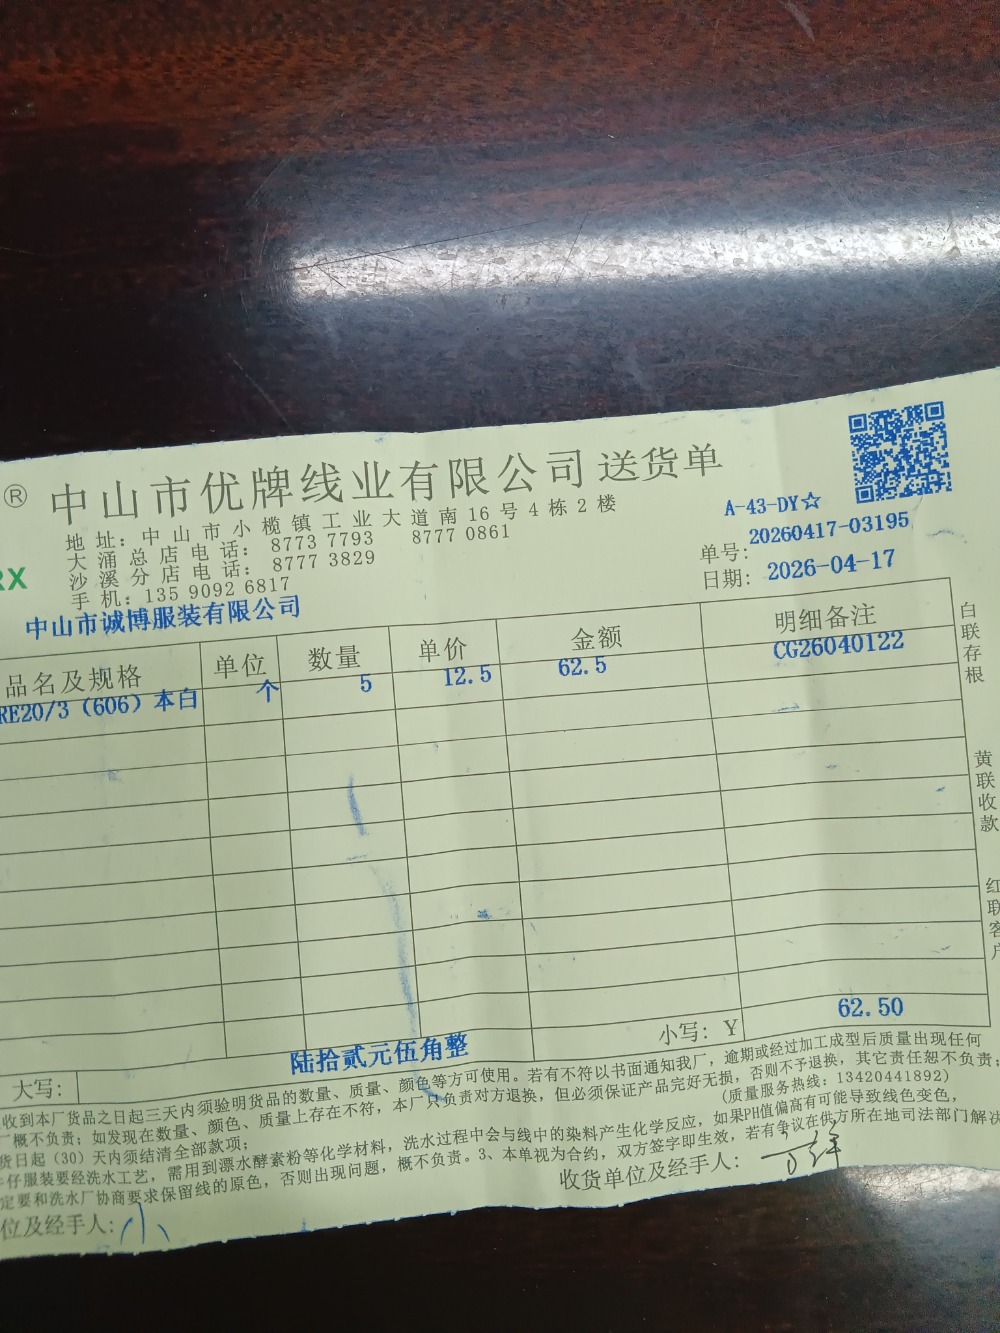 ® 中山市优牌线业有限公司 送货单
RX
地址：中山市小榄镇工业大道南16号4栋2楼
大涌总店电话：8773 7793 8777 0861
沙溪分店电话：8777 3829
手机：135 9092 6817
A-43-DY☆
单号：20260417-03195
日期：2026-04-17
中山市诚博服装有限公司
品名及规格 单位 数量 单价 金额 明细备注
RE20/3（606）本白 个 5 12.5 62.5 CG26040122
白联存根
黄联收款
红联客户
大写： 陆拾贰元伍角整 小写：Y 62.50
收到本厂货品之日起三天内须验明货品的数量、质量、颜色等方可使用。若有不符以书面通知我厂，逾期或经过加工成型后质量出现任何
厂概不负责；如发现在数量、颜色、质量上存在不符，本厂只负责对方退换，但必须保证产品完好无损，否则不予退换，其它责任恕不负责；
货日起（30）天内须结清全部款项； （质量服务热线：13420441892）
仔服装要经洗水工艺，需用到漂水酵素粉等化学材料，洗水过程中会与线中的染料产生化学反应，如果PH值偏高有可能导致线色变色，
定要和洗水厂协商要求保留线的原色，否则出现问题，概不负责。3、本单视为合约，双方签字即生效，若有争议在供方所在地司法部门解决
位及经手人： 收货单位及经手人：